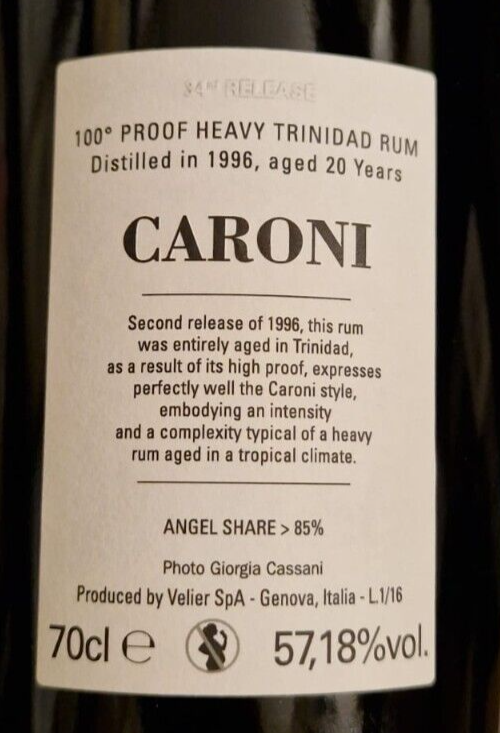 34th RELEASE
100° PROOF HEAVY TRINIDAD RUM
Distilled in 1996, aged 20 Years
CARONI
Second release of 1996, this rum
was entirely aged in Trinidad,
as a result of its high proof, expresses
perfectly well the Caroni style,
embodying an intensity
and a complexity typical of a heavy
rum aged in a tropical climate.
ANGEL SHARE > 85%
Photo Giorgia Cassani
Produced by Velier SpA - Genova, Italia - L.1/16
70cl ℮ 57,18%vol.